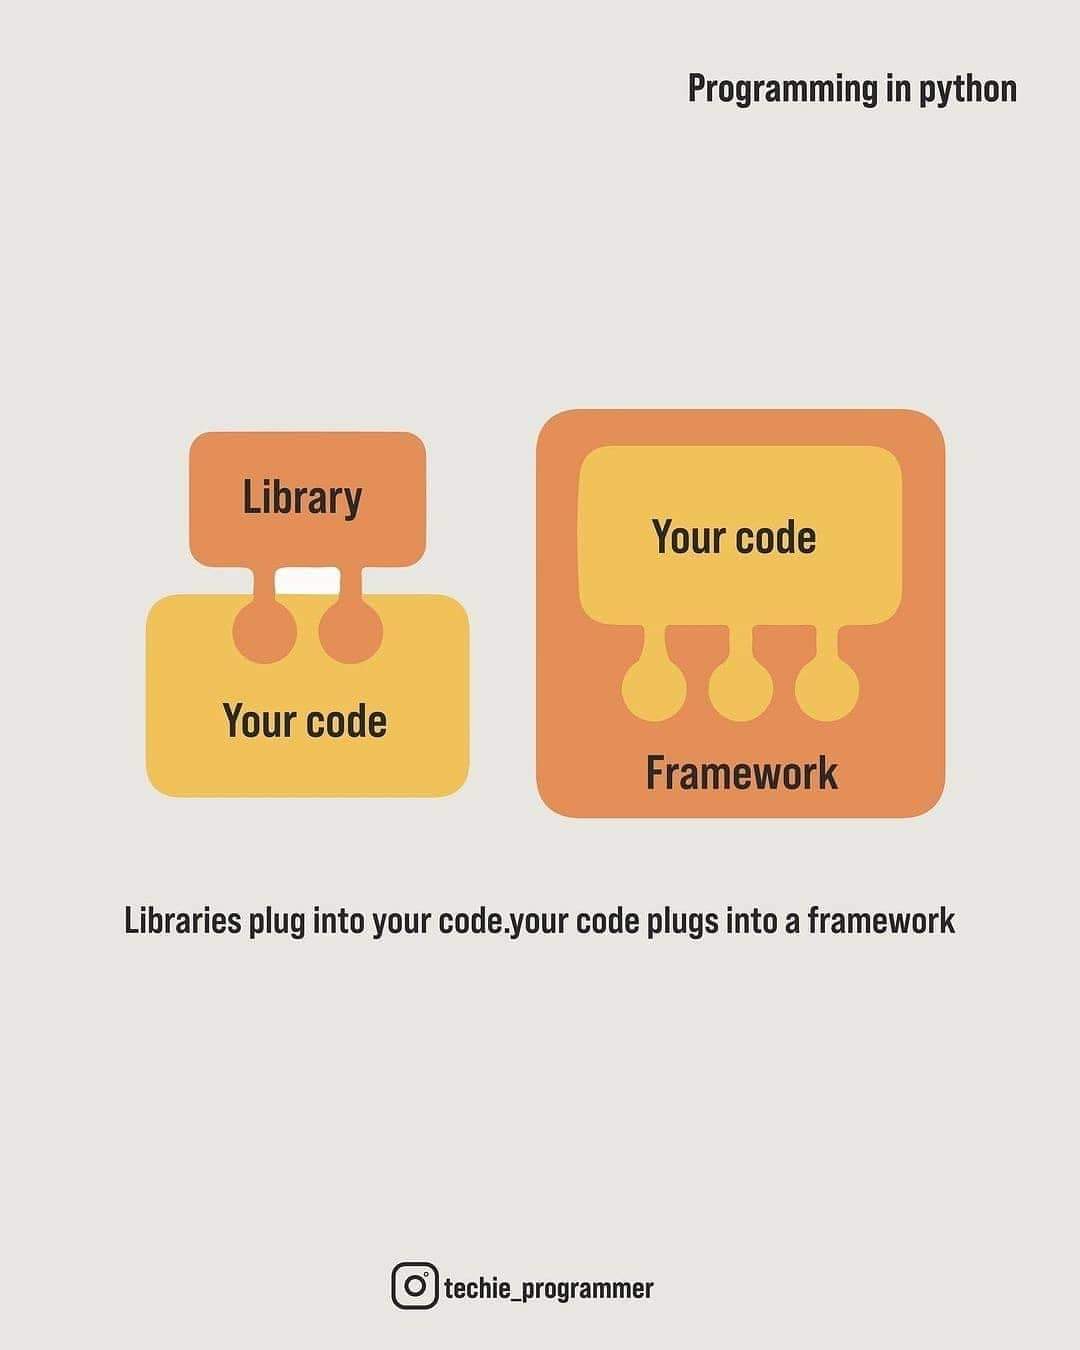 Programming in python
Library
Your code
Your code
Framework
Libraries plug into your code.your code plugs into a framework
techie_programmer